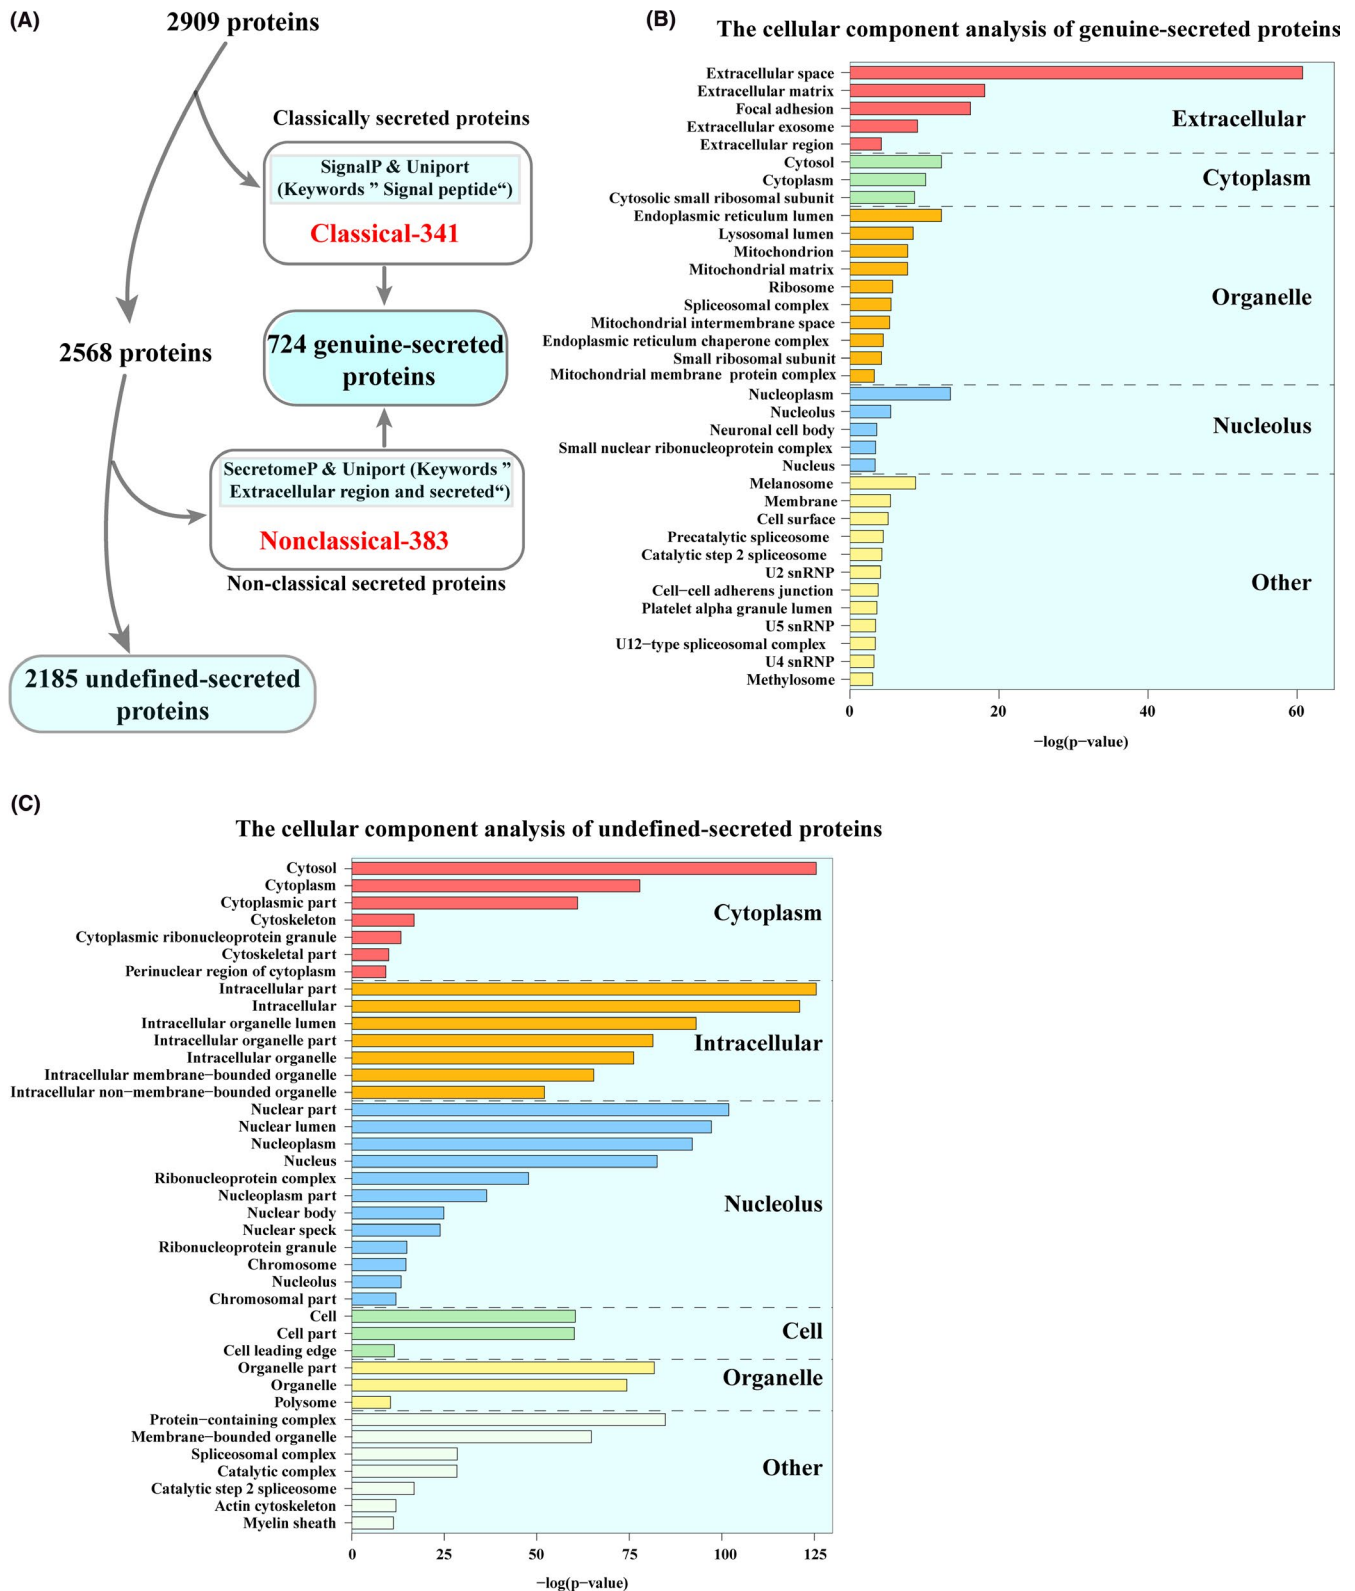 (A)
2909 proteins
Classically secreted proteins
SignalP & Uniport
(Keywords ” Signal peptide“)
Classical-341
724 genuine-secreted
proteins
2568 proteins
SecretomeP & Uniport (Keywords ”
Extracellular region and secreted“)
Nonclassical-383
Non-classical secreted proteins
2185 undefined-secreted
proteins
(B)
The cellular component analysis of genuine-secreted proteins
Extracellular space
Extracellular matrix
Focal adhesion
Extracellular exosome
Extracellular region
Extracellular
Cytosol
Cytoplasm
Cytosolic small ribosomal subunit
Cytoplasm
Endoplasmic reticulum lumen
Lysosomal lumen
Mitochondrion
Mitochondrial matrix
Ribosome
Spliceosomal complex
Mitochondrial intermembrane space
Endoplasmic reticulum chaperone complex
Small ribosomal subunit
Mitochondrial membrane protein complex
Organelle
Nucleoplasm
Nucleolus
Neuronal cell body
Small nuclear ribonucleoprotein complex
Nucleus
Nucleolus
Melanosome
Membrane
Cell surface
Precatalytic spliceosome
Catalytic step 2 spliceosome
U2 snRNP
Cell−cell adherens junction
Platelet alpha granule lumen
U5 snRNP
U12−type spliceosomal complex
U4 snRNP
Methylosome
Other
0 20 40 60
−log(p−value)
(C)
The cellular component analysis of undefined-secreted proteins
Cytosol
Cytoplasm
Cytoplasmic part
Cytoskeleton
Cytoplasmic ribonucleoprotein granule
Cytoskeletal part
Perinuclear region of cytoplasm
Cytoplasm
Intracellular part
Intracellular
Intracellular organelle lumen
Intracellular organelle part
Intracellular organelle
Intracellular membrane−bounded organelle
Intracellular non−membrane−bounded organelle
Intracellular
Nuclear part
Nuclear lumen
Nucleoplasm
Nucleus
Ribonucleoprotein complex
Nucleoplasm part
Nuclear body
Nuclear speck
Ribonucleoprotein granule
Chromosome
Nucleolus
Chromosomal part
Nucleolus
Cell
Cell part
Cell leading edge
Cell
Organelle part
Organelle
Polysome
Organelle
Protein−containing complex
Membrane−bounded organelle
Spliceosomal complex
Catalytic complex
Catalytic step 2 spliceosome
Actin cytoskeleton
Myelin sheath
Other
0 25 50 75 100 125
−log(p−value)